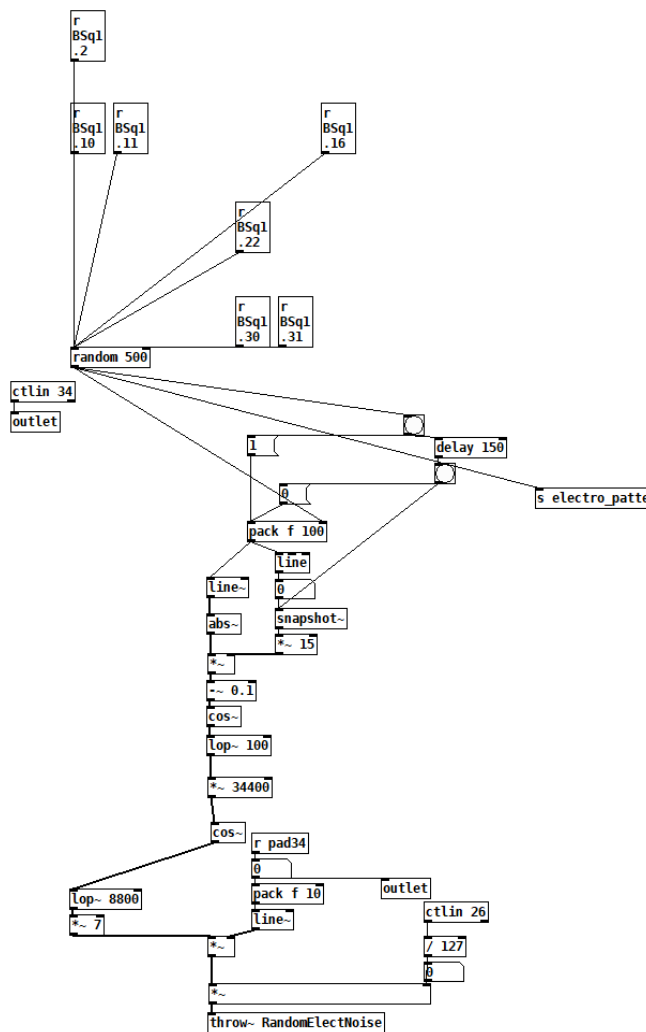 r
BSql
.2
r
BSql
.10
r
BSql
.11
r
BSql
.16
r
BSql
.22
r
BSql
.30
r
BSql
.31
random 500
ctlin 34
outlet
1
delay 150
0
s electro_patte
pack f 100
line
line~
0
abs~
snapshot~
*~ 15
*~
-~ 0.1
cos~
lop~ 100
*~ 34400
cos~
r pad34
0
lop~ 8800
pack f 10
outlet
*~ 7
line~
ctlin 26
*~
/ 127
0
*~
throw~ RandomElectNoise